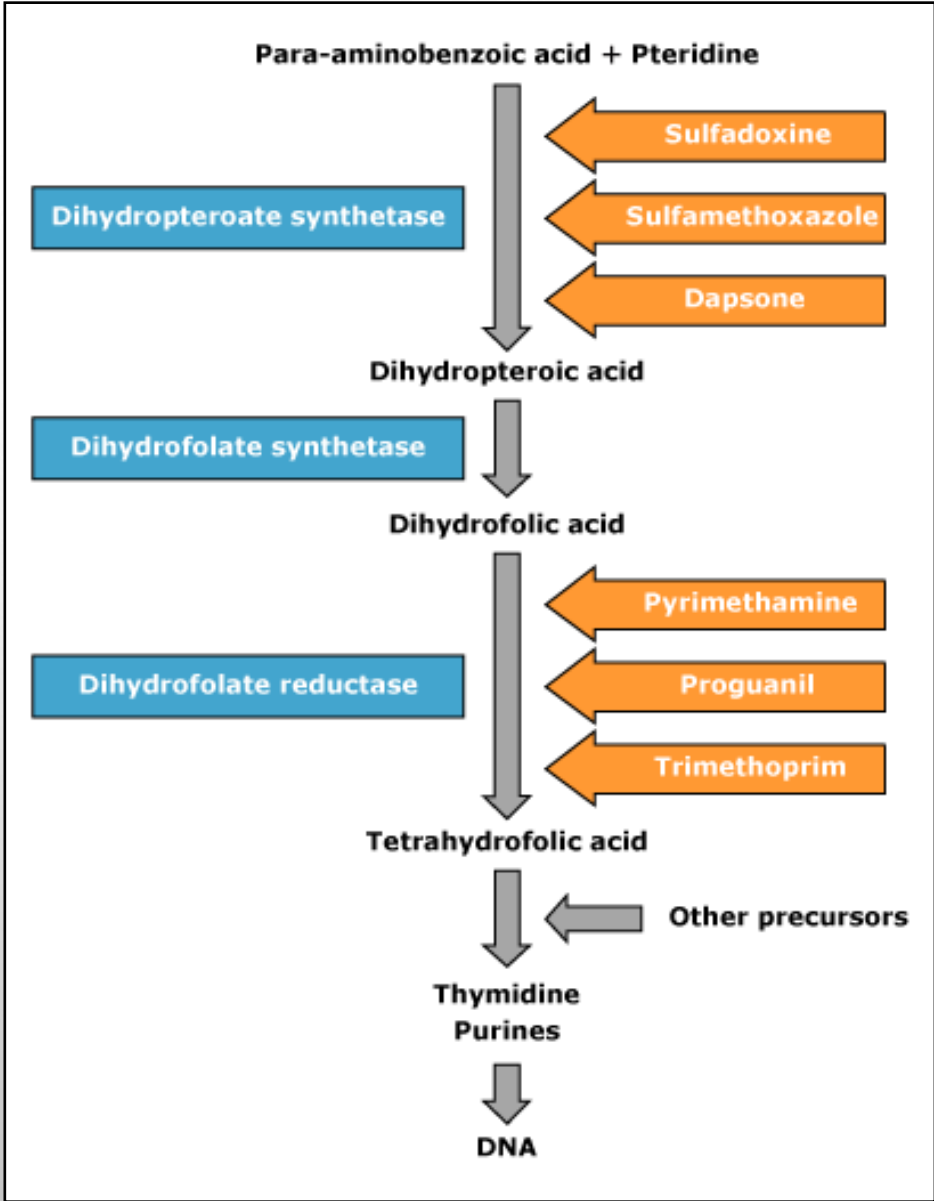 Para-aminobenzoic acid + Pteridine
Sulfadoxine
Dihydropteroate synthetase
Sulfamethoxazole
Dapsone
Dihydropteroic acid
Dihydrofolate synthetase
Dihydrofolic acid
Pyrimethamine
Dihydrofolate reductase
Proguanil
Trimethoprim
Tetrahydrofolic acid
Other precursors
Thymidine
Purines
DNA